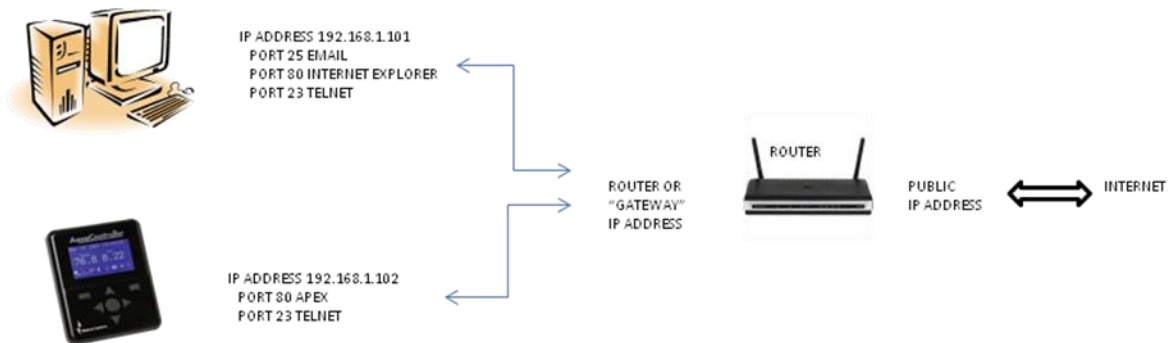 IP ADDRESS 192.168.1.101
PORT 25 EMAIL
PORT 80 INTERNET EXPLORER
PORT 23 TELNET
ROUTER
ROUTER OR
"GATEWAY"
IP ADDRESS
PUBLIC
IP ADDRESS
INTERNET
AquaController
76.8 8.22
IP ADDRESS 192.168.1.102
PORT 80 APEX
PORT 23 TELNET